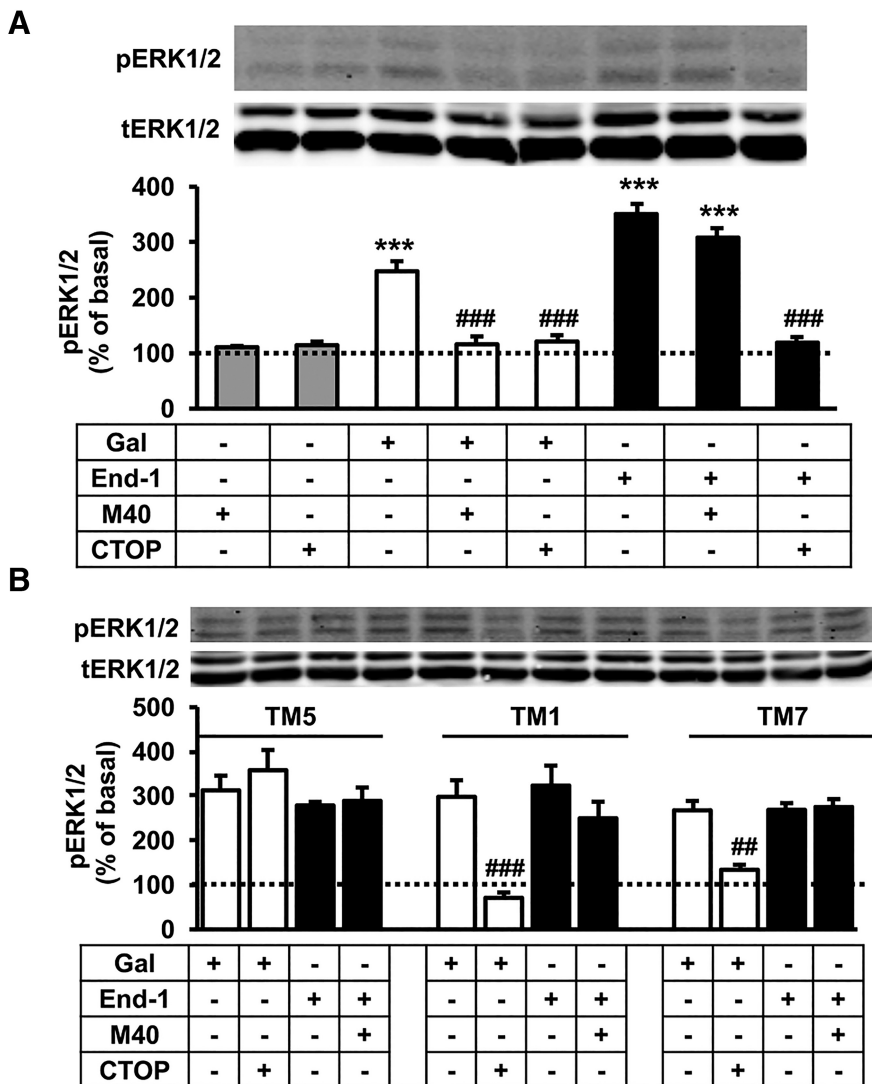 A
pERK1/2
tERK1/2
400
300
200
100
0
pERK1/2
(% of basal)
***
###
###
***
***
###
Gal - - + + + - - -
End-1 - - - - - + + +
M40 + - - + - - + -
CTOP - + - - + - - +
B
pERK1/2
tERK1/2
500
400
300
200
100
0
pERK1/2
(% of basal)
TM5 TM1 TM7
###
##
Gal + + - - + + - - + + - -
End-1 - - + + - - + + - - + +
M40 - - - + - - - + - - - +
CTOP - + - - - + - - - + - -